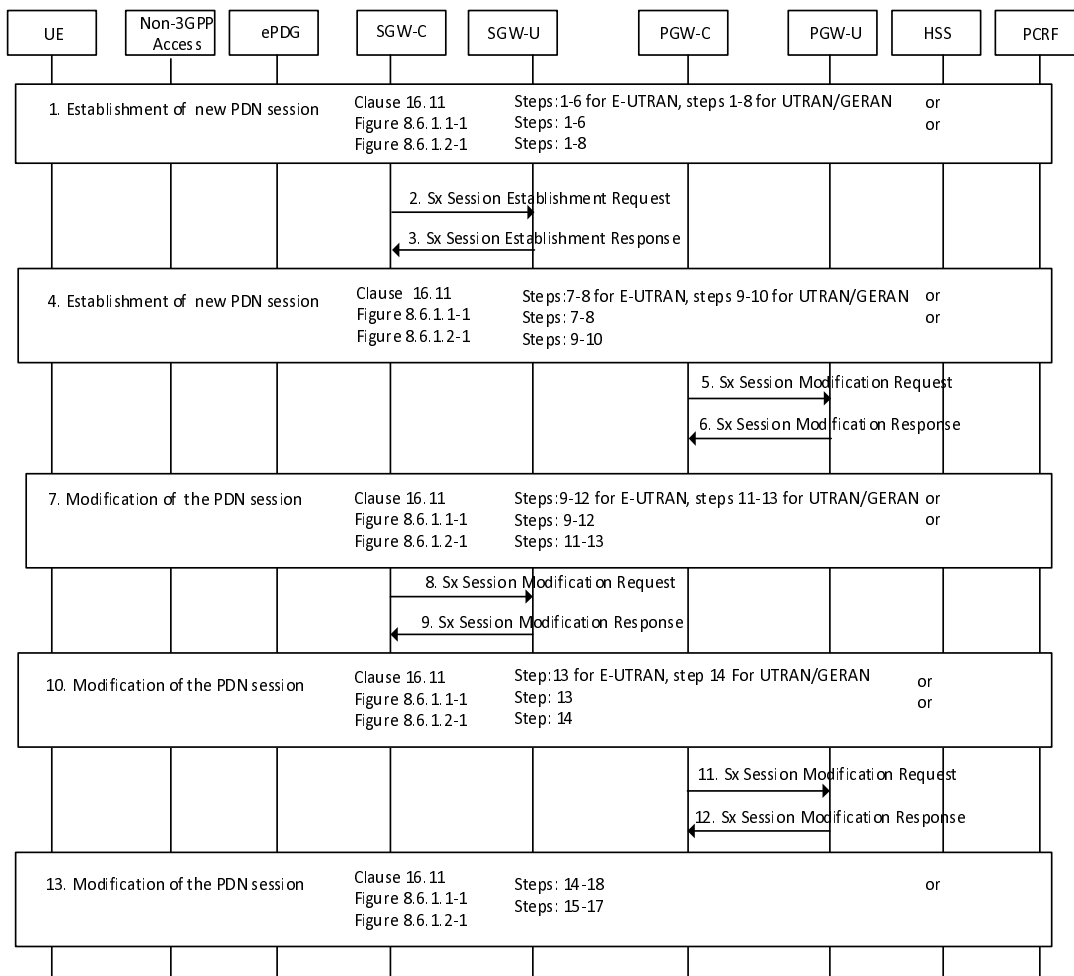 UE
Non-3GPP
Access
ePDG
SGW-C
SGW-U
PGW-C
PGW-U
HSS
PCRF
1. Establishment of new PDN session
Clause 16.11 Steps:1-6 for E-UTRAN, steps 1-8 for UTRAN/GERAN or
Figure 8.6.1.1-1 Steps: 1-6 or
Figure 8.6.1.2-1 Steps: 1-8
2. Sx Session Establishment Request
3. Sx Session Establishment Response
4. Establishment of new PDN session
Clause 16.11 Steps:7-8 for E-UTRAN, steps 9-10 for UTRAN/GERAN or
Figure 8.6.1.1-1 Steps: 7-8 or
Figure 8.6.1.2-1 Steps: 9-10
5. Sx Session Modification Request
6. Sx Session Modification Response
7. Modification of the PDN session
Clause 16.11 Steps:9-12 for E-UTRAN, steps 11-13 for UTRAN/GERAN or
Figure 8.6.1.1-1 Steps: 9-12 or
Figure 8.6.1.2-1 Steps: 11-13
8. Sx Session Modification Request
9. Sx Session Modification Response
10. Modification of the PDN session
Clause 16.11 Step:13 for E-UTRAN, step 14 For UTRAN/GERAN or
Figure 8.6.1.1-1 Step: 13 or
Figure 8.6.1.2-1 Step: 14
11. Sx Session Modification Request
12. Sx Session Modification Response
13. Modification of the PDN session
Clause 16.11 Steps: 14-18 or
Figure 8.6.1.1-1 Steps: 15-17
Figure 8.6.1.2-1